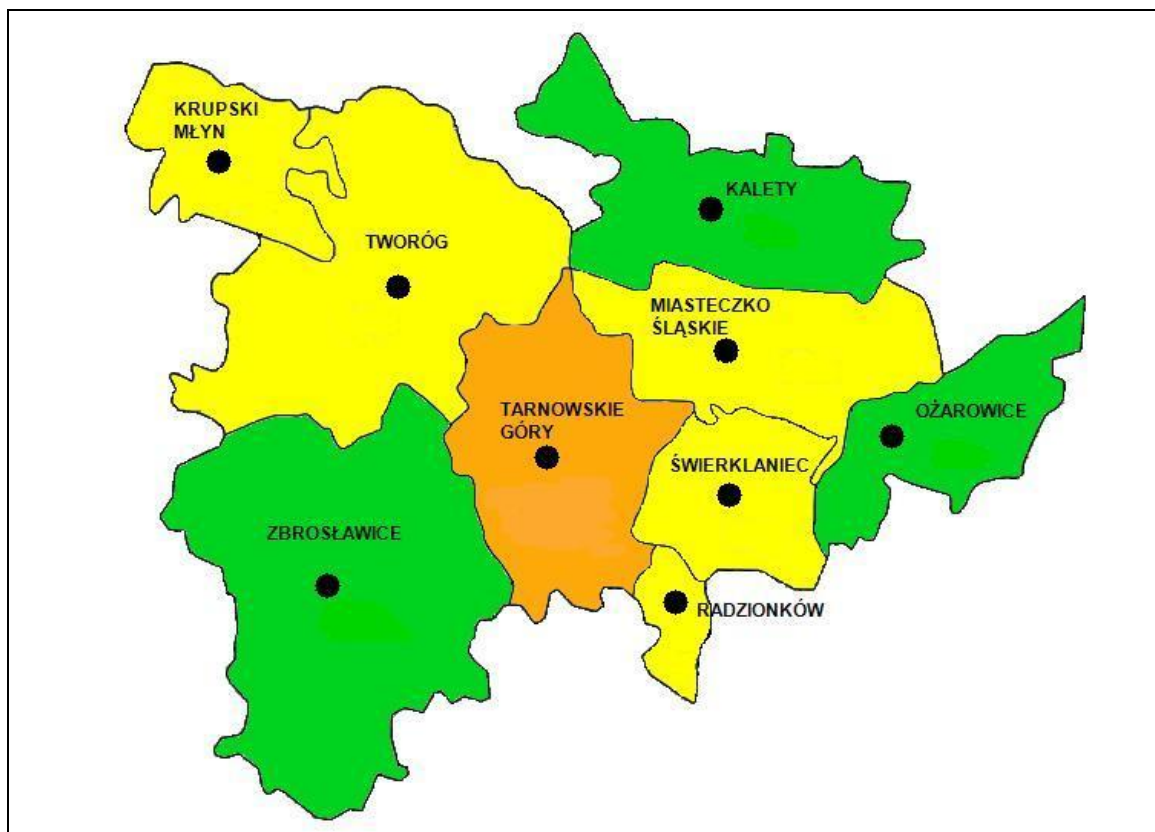 KRUPSKI
MŁYN
KALETY
TWORÓG
MIASTECZKO
ŚLĄSKIE
TARNOWSKIE
GÓRY
OŻAROWICE
ŚWIERKLANIEC
ZBROSŁAWICE
RADZIONKÓW